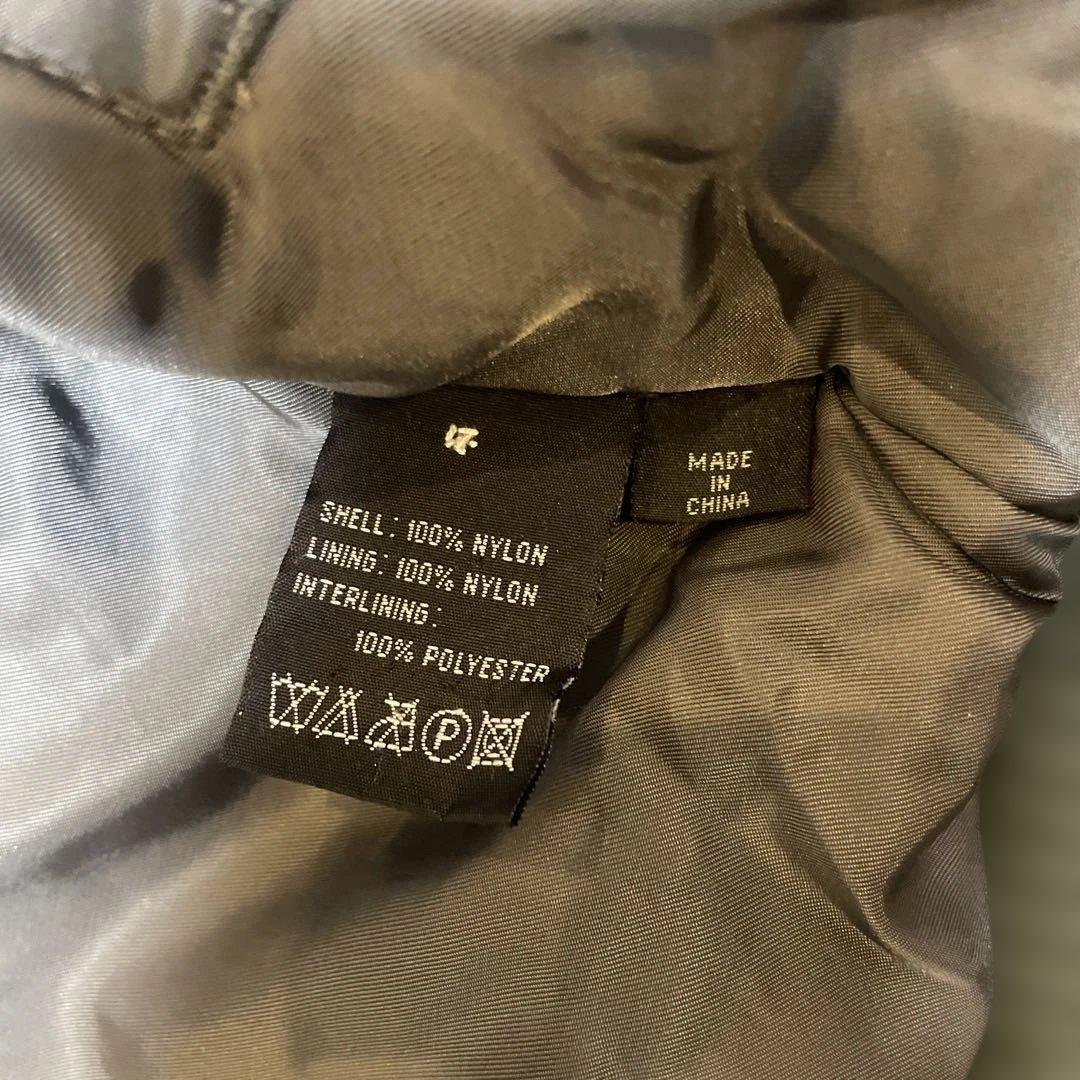 SHELL: 100% NYLON
LINING: 100% NYLON
INTERLINING:
100% POLYESTER
P
MADE
IN
CHINA